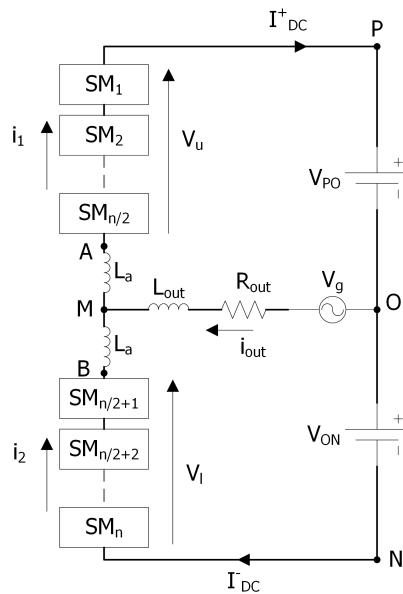 I⁺DC
P
SM₁
i₁
SM₂
Vᵤ
VPO
+
-
SMn/2
A
Lₐ
Lout
Rout
Vg
M
O
iout
Lₐ
B
SMn/2+1
i₂
SMn/2+2
Vₗ
VON
+
-
SMₙ
N
I⁻DC